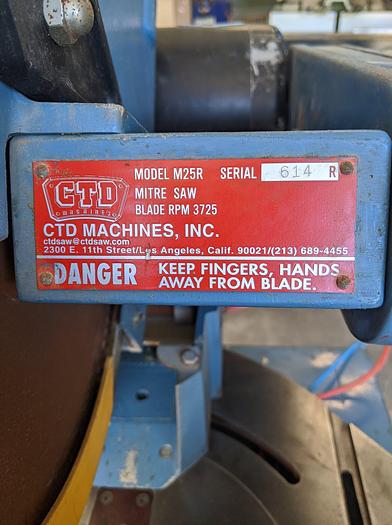 CTD
MACHINES
MODEL M25R SERIAL 614 R
MITRE SAW
BLADE RPM 3725
CTD MACHINES, INC.
ctdsaw@ctdsaw.com
2300 E. 11th Street/Los Angeles, Calif. 90021/(213) 689-4455
DANGER KEEP FINGERS, HANDS
AWAY FROM BLADE.